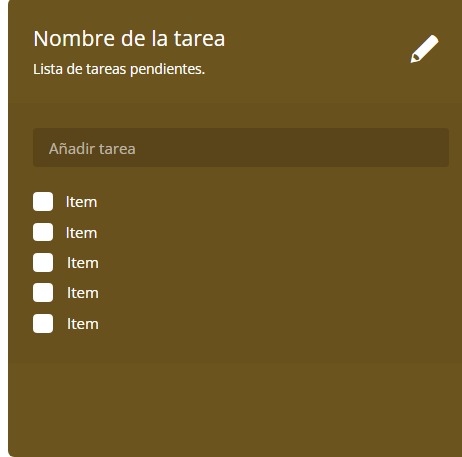 Nombre de la tarea
Lista de tareas pendientes.
Añadir tarea
Item
Item
Item
Item
Item